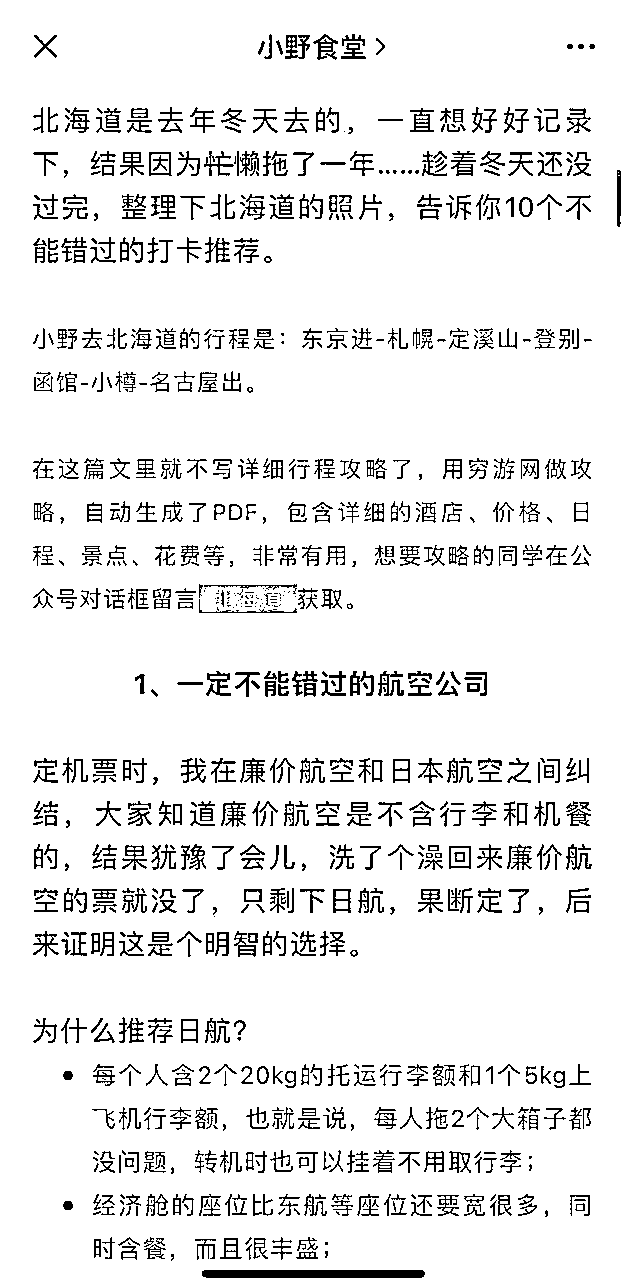 小野食堂
北海道是去年冬天去的，一直想好好记录
下，结果因为忙懒拖了一年……趁着冬天还没
过完，整理下北海道的照片，告诉你10个不
能错过的打卡推荐。
小野去北海道的行程是：东京进-札幌-定溪山-登别-
函馆-小樽-名古屋出。
在这篇文里就不写详细行程攻略了，用穷游网做攻
略，自动生成了PDF，包含详细的酒店、价格、日
程、景点、花费等，非常有用，想要攻略的同学在公
众号对话框留言获取。
1、一定不能错过的航空公司
定机票时，我在廉价航空和日本航空之间纠
结，大家知道廉价航空是不含行李和机餐
的，结果犹豫了会儿，洗了个澡回来廉价航
空的票就没了，只剩下日航，果断定了，后
来证明这是个明智的选择。
为什么推荐日航？
每个人含2个20kg的托运行李额和1个5kg上
飞机行李额，也就是说，每人拖2个大箱子都
没问题，转机时也可以挂着不用取行李；
经济舱的座位比东航等座位还要宽很多，同
时含餐，而且很丰盛；